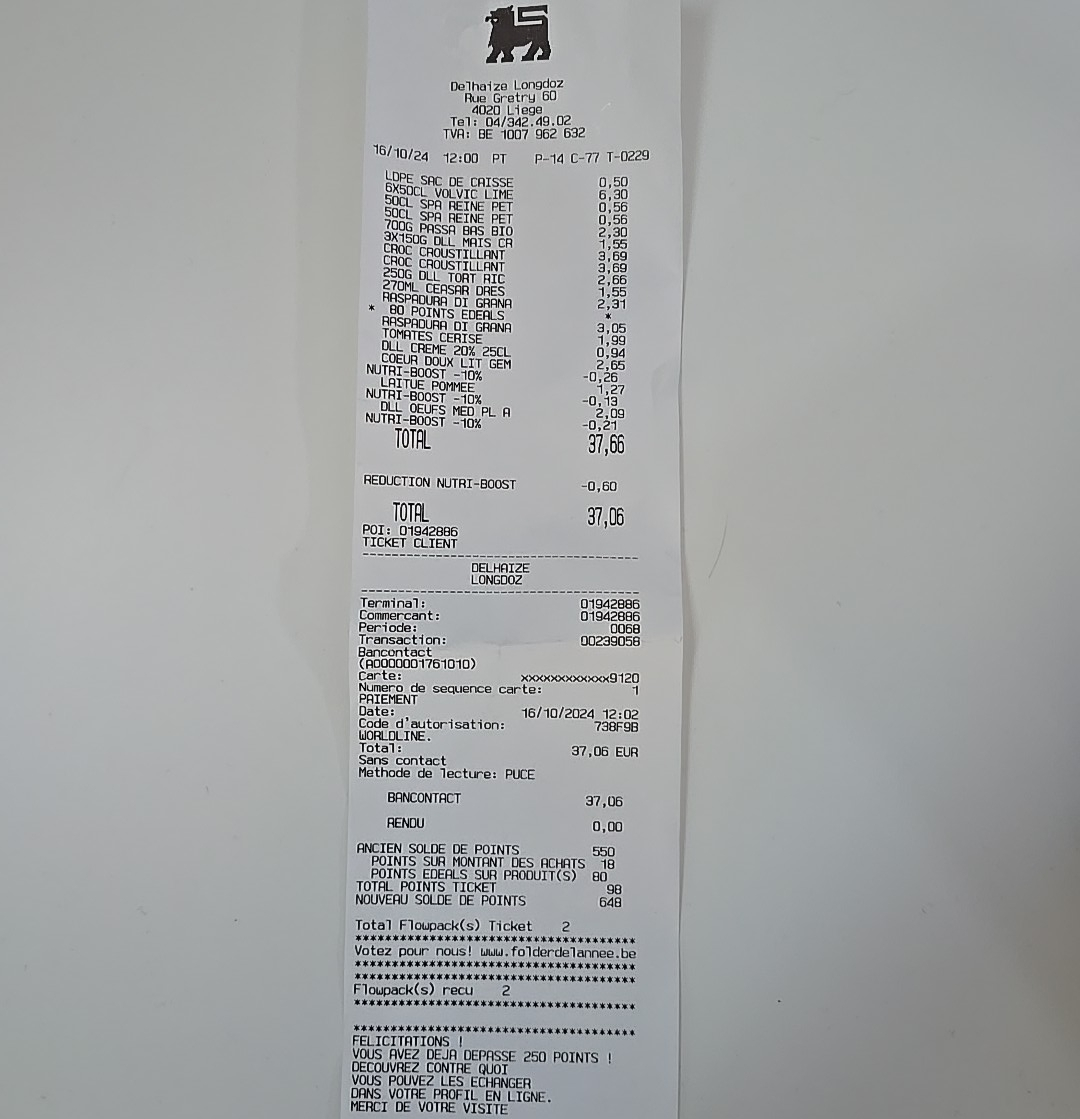 Delhaize Longdoz
Rue Gretry 60
4020 Liege
Tel: 04/342.49.02
TVA: BE 1007 962 632
16/10/24 12:00 PT P-14 C-77 T-0229
LDPE SAC DE CAISSE 0,50
6X50CL VOLVIC LIME 6,30
50CL SPA REINE PET 0,56
50CL SPA REINE PET 0,56
700G PASSA BAS BIO 2,30
3X150G DLL MAIS CR 1,55
CROC CROUSTILLANT 3,69
CROC CROUSTILLANT 3,69
250G DLL TORT RIC 2,66
270ML CEASAR DRES 1,55
RASPADURA DI GRANA 2,31
* 80 POINTS EDEALS *
RASPADURA DI GRANA 3,05
TOMATES CERISE 1,99
DLL CREME 20% 25CL 0,94
COEUR DOUX LIT GEM 2,65
NUTRI-BOOST -10% -0,26
LAITUE POMMEE 1,27
NUTRI-BOOST -10% -0,13
DLL OEUFS MED PL A 2,09
NUTRI-BOOST -10% -0,21
TOTAL 37,66
REDUCTION NUTRI-BOOST -0,60
TOTAL 37,06
POI: 01942886
TICKET CLIENT
----------------------------------------
DELHAIZE
LONGDOZ
----------------------------------------
Terminal: 01942886
Commercant: 01942886
Periode: 0068
Transaction: 00239058
Bancontact
(A0000001761010)
Carte: xxxxxxxxxxxxx9120
Numero de sequence carte: 1
PAIEMENT
Date: 16/10/2024 12:02
Code d'autorisation: 738F9B
WORLDLINE.
Total: 37,06 EUR
Sans contact
Methode de lecture: PUCE
BANCONTACT 37,06
RENDU 0,00
ANCIEN SOLDE DE POINTS 550
POINTS SUR MONTANT DES ACHATS 18
POINTS EDEALS SUR PRODUIT(S) 80
TOTAL POINTS TICKET 98
NOUVEAU SOLDE DE POINTS 648
Total Flowpack(s) Ticket 2
**************************************
Votez pour nous! www.folderdelannee.be
**************************************
**************************************
Flowpack(s) recu 2
**************************************
**************************************
FELICITATIONS !
VOUS AVEZ DEJA DEPASSE 250 POINTS !
DECOUVREZ CONTRE QUOI
VOUS POUVEZ LES ECHANGER
DANS VOTRE PROFIL EN LIGNE.
MERCI DE VOTRE VISITE